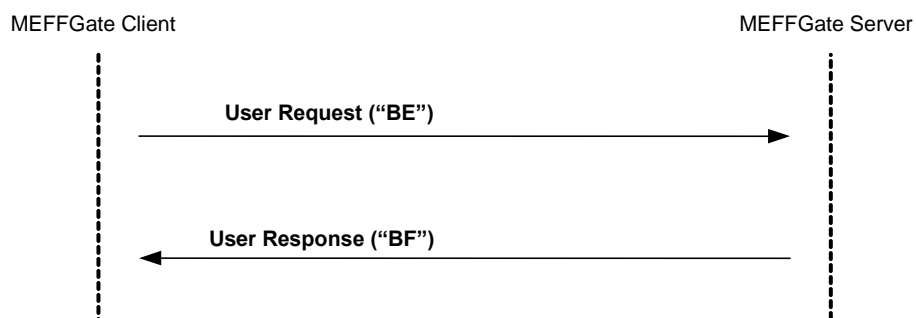 MEFFGate Client
MEFFGate Server
User Request (“BE”)
User Response (“BF”)